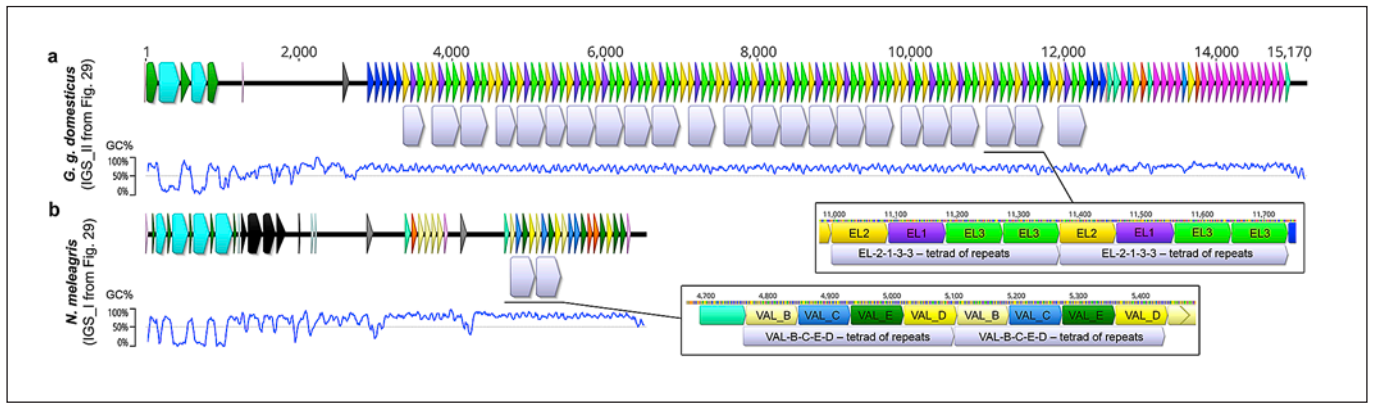 1 2,000 4,000 6,000 8,000 10,000 12,000 14,000 15,170
a
G. g. domesticus
(IGS_II from Fig. 29)
GC%
100%
50%
0%
b
N. meleagris
(IGS_I from Fig. 29)
GC%
100%
50%
0%
11,000 11,100 11,200 11,300 11,400 11,500 11,600 11,700
EL2 EL1 EL3 EL3 EL2 EL1 EL3 EL3
EL-2-1-3-3 – tetrad of repeats EL-2-1-3-3 – tetrad of repeats
4,700 4,800 4,900 5,000 5,100 5,200 5,300 5,400
VAL_B VAL_C VAL_E VAL_D VAL_B VAL_C VAL_E VAL_D
VAL-B-C-E-D – tetrad of repeats VAL-B-C-E-D – tetrad of repeats